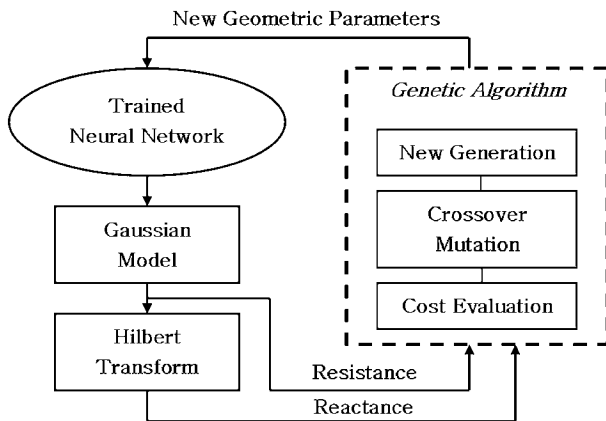 New Geometric Parameters
Trained
Neural Network
Gaussian
Model
Hilbert
Transform
Genetic Algorithm
New Generation
Crossover
Mutation
Cost Evaluation
Resistance
Reactance